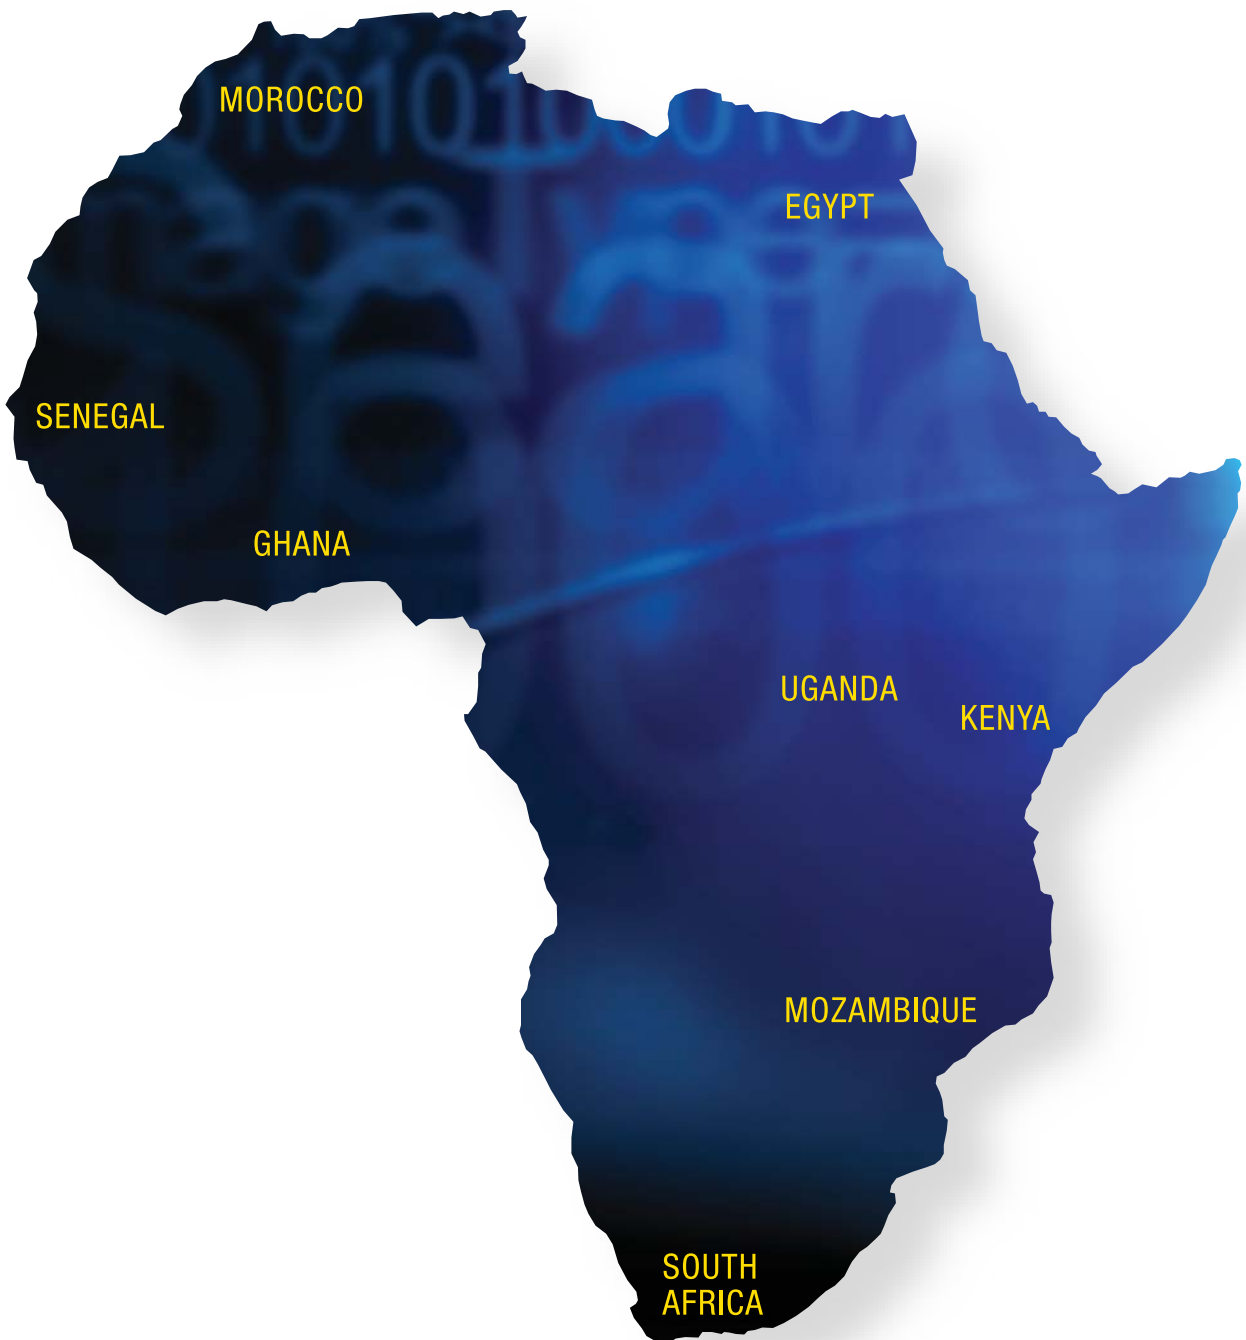 MOROCCO
EGYPT
SENEGAL
GHANA
UGANDA
KENYA
MOZAMBIQUE
SOUTH
AFRICA